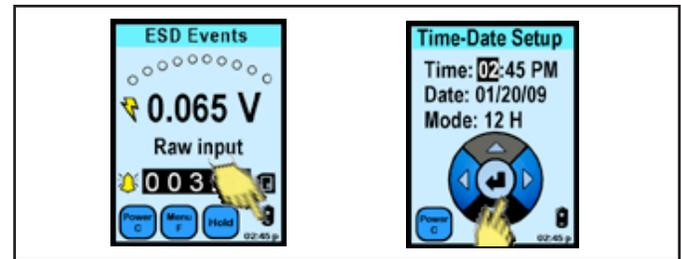 ESD Events
0.065 V
Raw input
003
Power C
Menu F
Hold
02:45 p
Time-Date Setup
Time: 02:45 PM
Date: 01/20/09
Mode: 12 H
Power C
02:45 p